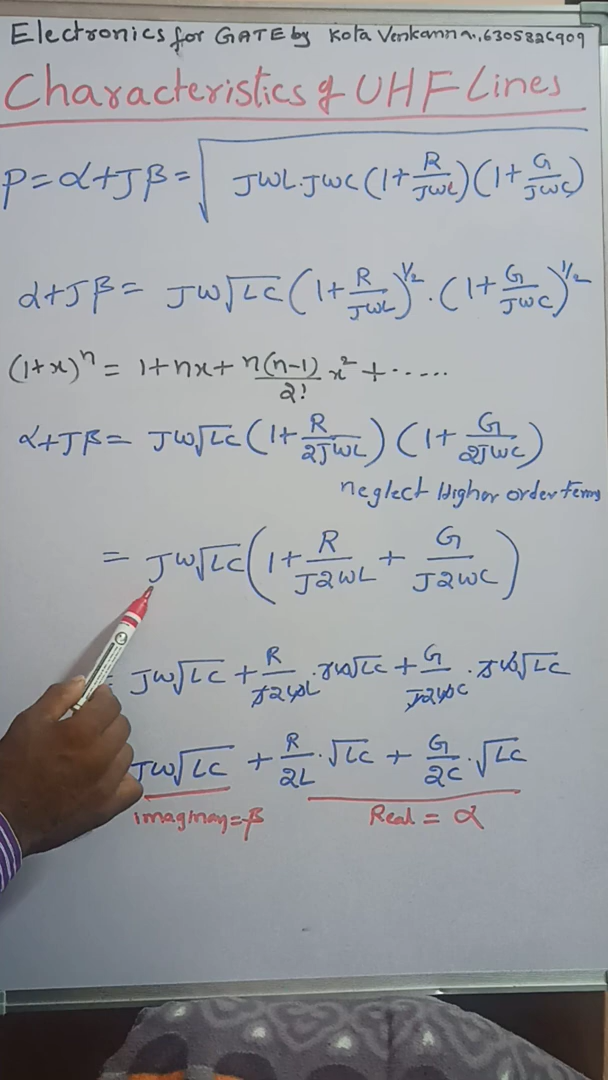 Electronics for GATE by Kota Venkanna, 6305326909
Characteristics of UHF Lines
P = α+Jβ = √(JωL.JωC(1+R/JωL)(1+G/JωC))
α+Jβ = Jω√LC (1+R/JωL)^1/2 . (1+G/JωC)^1/2
(1+x)^n = 1+nx+ n(n-1)/2! x² + ......
α+Jβ = Jω√LC (1+R/2JωL) (1+G/2JωC)
neglect Higher order terms
= Jω√LC (1+R/J2ωL + G/J2ωC)
= Jω√LC + R/J2ωL . Jω√LC + G/J2ωC . Jω√LC
Jω√LC + R/2L . √LC + G/2C . √LC
imaginary = β Real = α